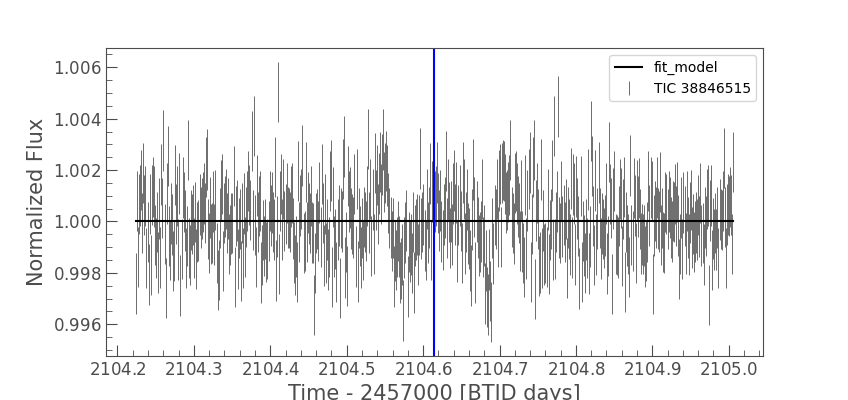 1.006
1.004
1.002
1.000
0.998
0.996
Normalized Flux
fit_model
TIC 38846515
2104.2 2104.3 2104.4 2104.5 2104.6 2104.7 2104.8 2104.9 2105.0
Time - 2457000 [BTJD days]